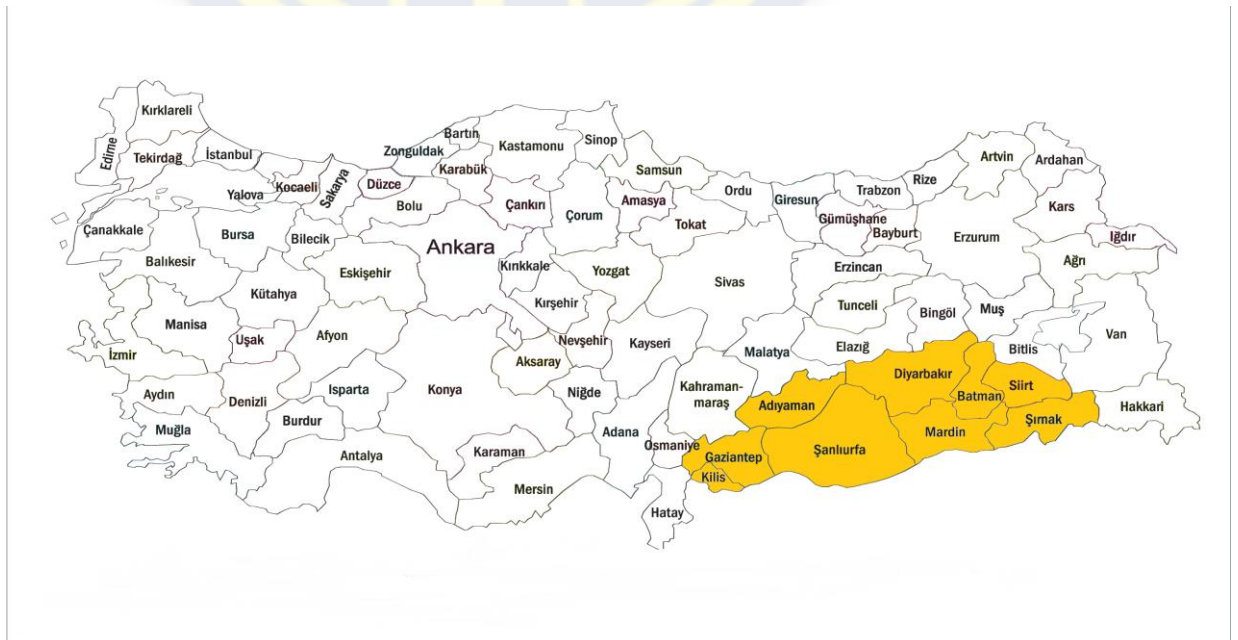 Kırklareli
Edirne
Tekirdağ
İstanbul
Yalova
Kocaeli
Sakarya
Düzce
Zonguldak
Bartın
Karabük
Kastamonu
Sinop
Bolu
Çankırı
Çorum
Samsun
Amasya
Tokat
Ordu
Giresun
Trabzon
Gümüşhane
Bayburt
Rize
Artvin
Ardahan
Kars
Iğdır
Erzurum
Ağrı
Çanakkale
Balıkesir
Bursa
Bilecik
Eskişehir
Ankara
Kırıkkale
Kırşehir
Yozgat
Sivas
Erzincan
Tunceli
Bingöl
Muş
Van
Bitlis
Kütahya
Manisa
Uşak
Afyon
İzmir
Aydın
Denizli
Isparta
Burdur
Muğla
Antalya
Konya
Aksaray
Nevşehir
Niğde
Kayseri
Malatya
Elazığ
Kahraman-
maraş
Adana
Osmaniye
Karaman
Mersin
Hatay
Adıyaman
Diyarbakır
Batman
Siirt
Şırnak
Hakkari
Mardin
Şanlıurfa
Gaziantep
Kilis